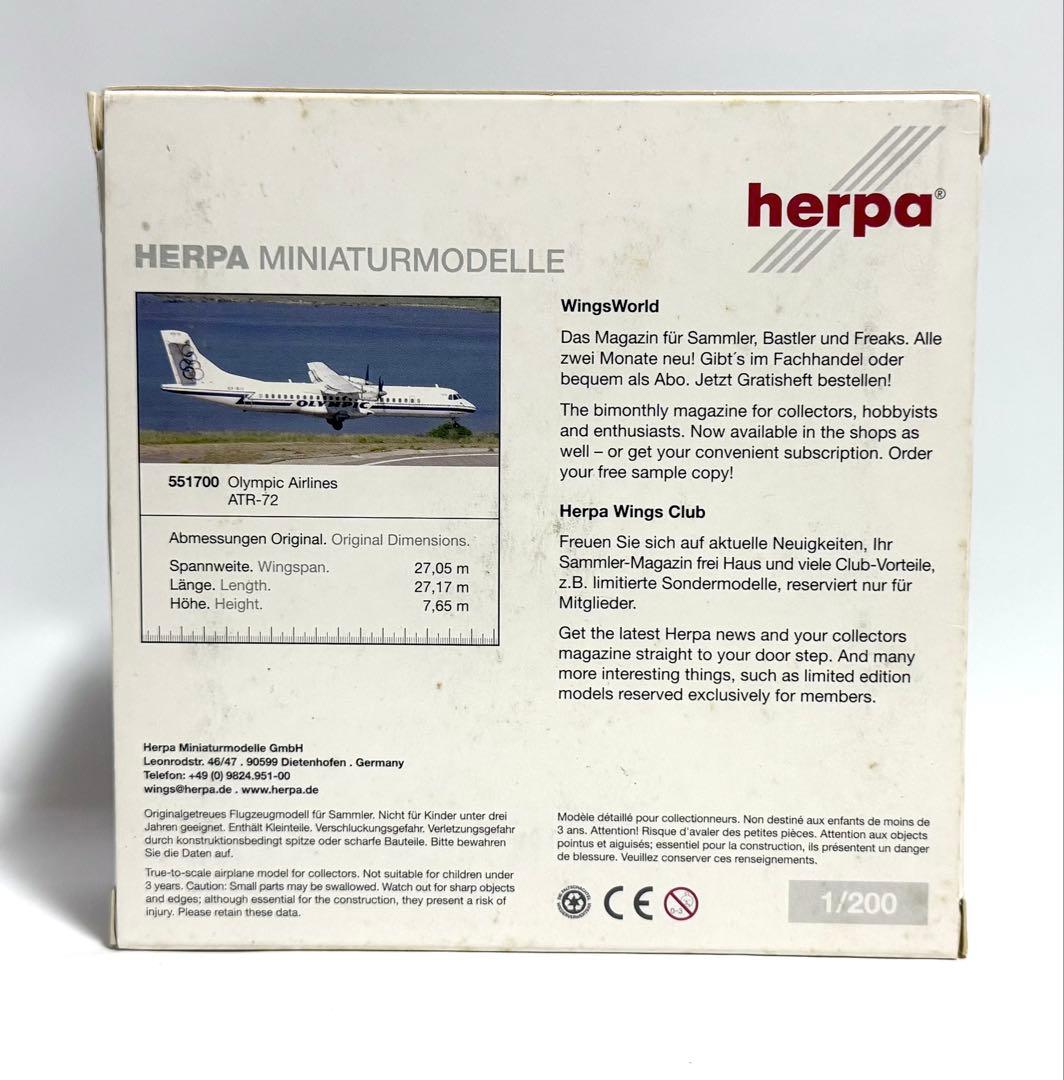 herpa®
HERPA MINIATURMODELLE
OLYMPIC
551700 Olympic Airlines
ATR-72
Abmessungen Original. Original Dimensions.
Spannweite. Wingspan. 27,05 m
Länge. Length. 27,17 m
Höhe. Height. 7,65 m
WingsWorld
Das Magazin für Sammler, Bastler und Freaks. Alle
zwei Monate neu! Gibt´s im Fachhandel oder
bequem als Abo. Jetzt Gratisheft bestellen!
The bimonthly magazine for collectors, hobbyists
and enthusiasts. Now available in the shops as
well – or get your convenient subscription. Order
your free sample copy!
Herpa Wings Club
Freuen Sie sich auf aktuelle Neuigkeiten, Ihr
Sammler-Magazin frei Haus und viele Club-Vorteile,
z.B. limitierte Sondermodelle, reserviert nur für
Mitglieder.
Get the latest Herpa news and your collectors
magazine straight to your door step. And many
more interesting things, such as limited edition
models reserved exclusively for members.
Herpa Miniaturmodelle GmbH
Leonrodstr. 46/47 . 90599 Dietenhofen . Germany
Telefon: +49 (0) 9824.951-00
wings@herpa.de . www.herpa.de
Originalgetreues Flugzeugmodell für Sammler. Nicht für Kinder unter drei
Jahren geeignet. Enthält Kleinteile. Verschluckungsgefahr. Verletzungsgefahr
durch konstruktionsbedingt spitze oder scharfe Bauteile. Bitte bewahren
Sie die Daten auf.
True-to-scale airplane model for collectors. Not suitable for children under
3 years. Caution: Small parts may be swallowed. Watch out for sharp objects
and edges; although essential for the construction, they present a risk of
injury. Please retain these data.
Modèle détaillé pour collectionneurs. Non destiné aux enfants de moins de
3 ans. Attention! Risque d'avaler des petites pièces. Attention aux objects
pointus et aiguisés; essentiel pour la construction, ils présentent un danger
de blessure. Veuillez conserver ces renseignements.
CE
0-3
1/200